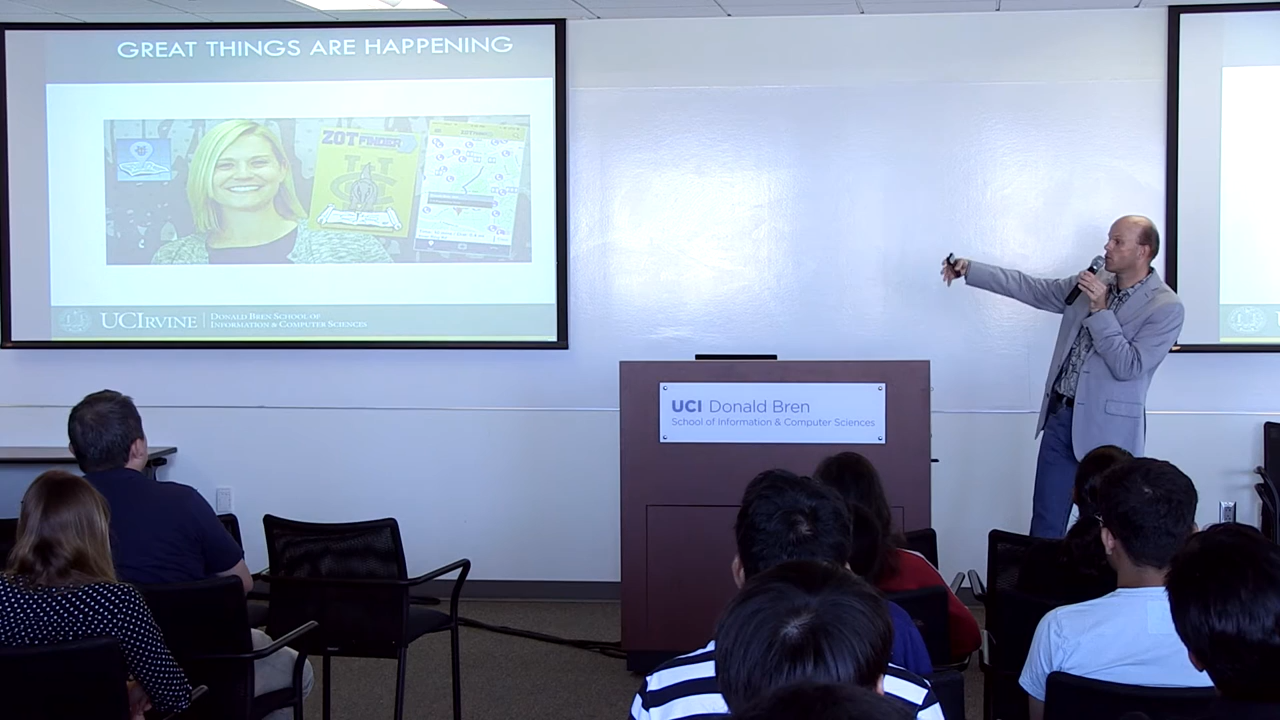 GREAT THINGS ARE HAPPENING
ZOT FINDER
UC
UCIRVINE
DONALD BREN SCHOOL OF
INFORMATION & COMPUTER SCIENCES
UCI Donald Bren
School of Information & Computer Sciences